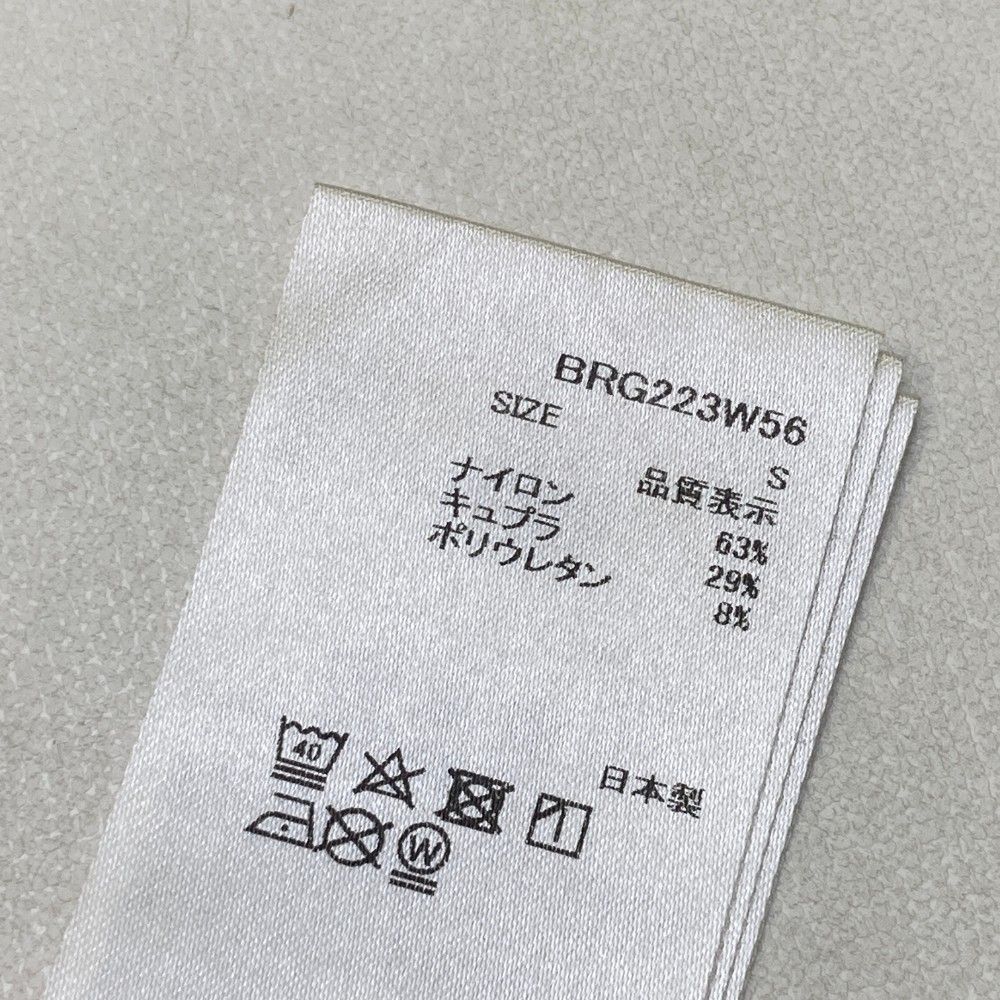 BRG223W56
SIZE S
品質表示
ナイロン 63%
キュプラ 29%
ポリウレタン 8%
日本製
40
W